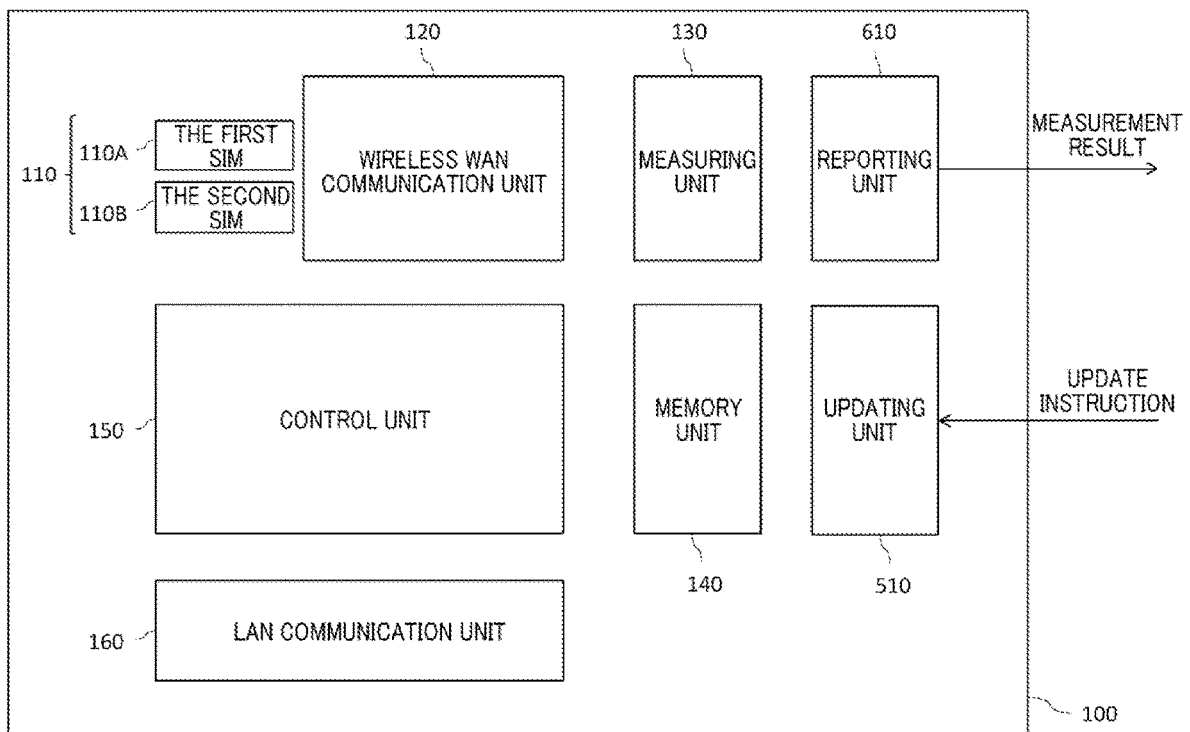 120
130
610
110
110A
THE FIRST
SIM
110B
THE SECOND
SIM
WIRELESS WAN
COMMUNICATION UNIT
MEASURING
UNIT
REPORTING
UNIT
MEASUREMENT
RESULT
150
CONTROL UNIT
MEMORY
UNIT
UPDATING
UNIT
UPDATE
INSTRUCTION
140
510
160
LAN COMMUNICATION UNIT
100